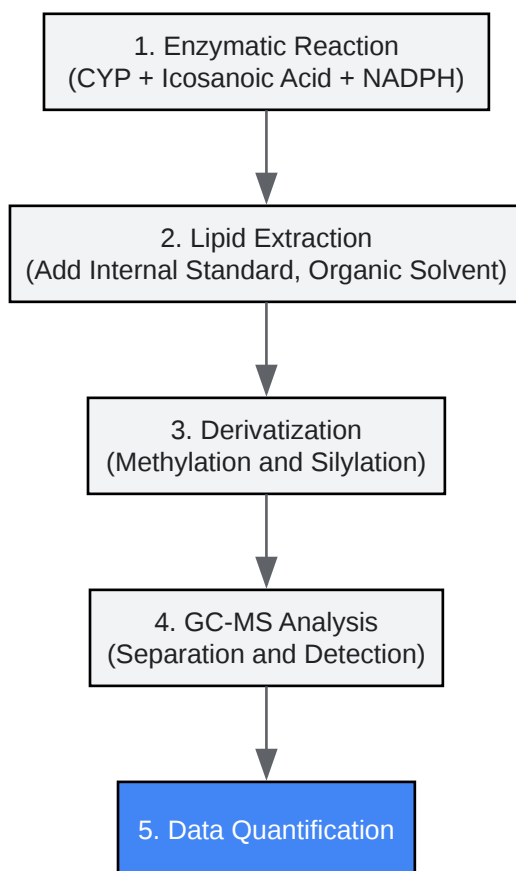 1. Enzymatic Reaction
(CYP + Icosanoic Acid + NADPH)
2. Lipid Extraction
(Add Internal Standard, Organic Solvent)
3. Derivatization
(Methylation and Silylation)
4. GC-MS Analysis
(Separation and Detection)
5. Data Quantification